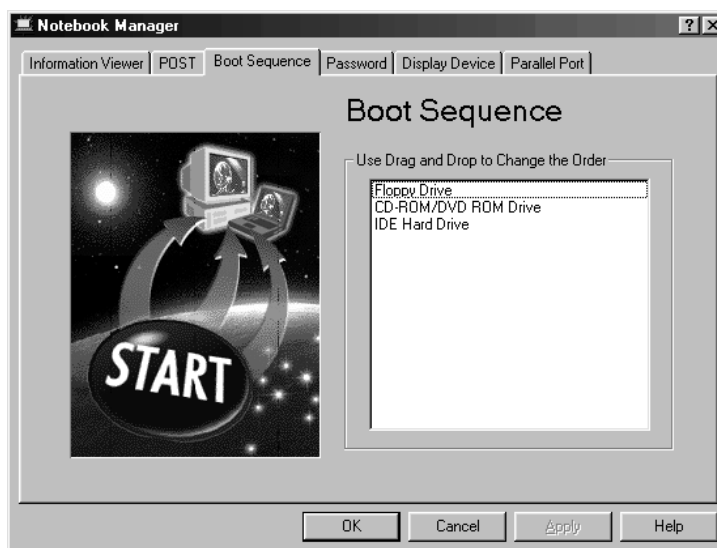 Notebook Manager
Information Viewer POST Boot Sequence Password Display Device Parallel Port
Boot Sequence
Use Drag and Drop to Change the Order
Floppy Drive
CD-ROM/DVD ROM Drive
IDE Hard Drive
START
OK Cancel Apply Help